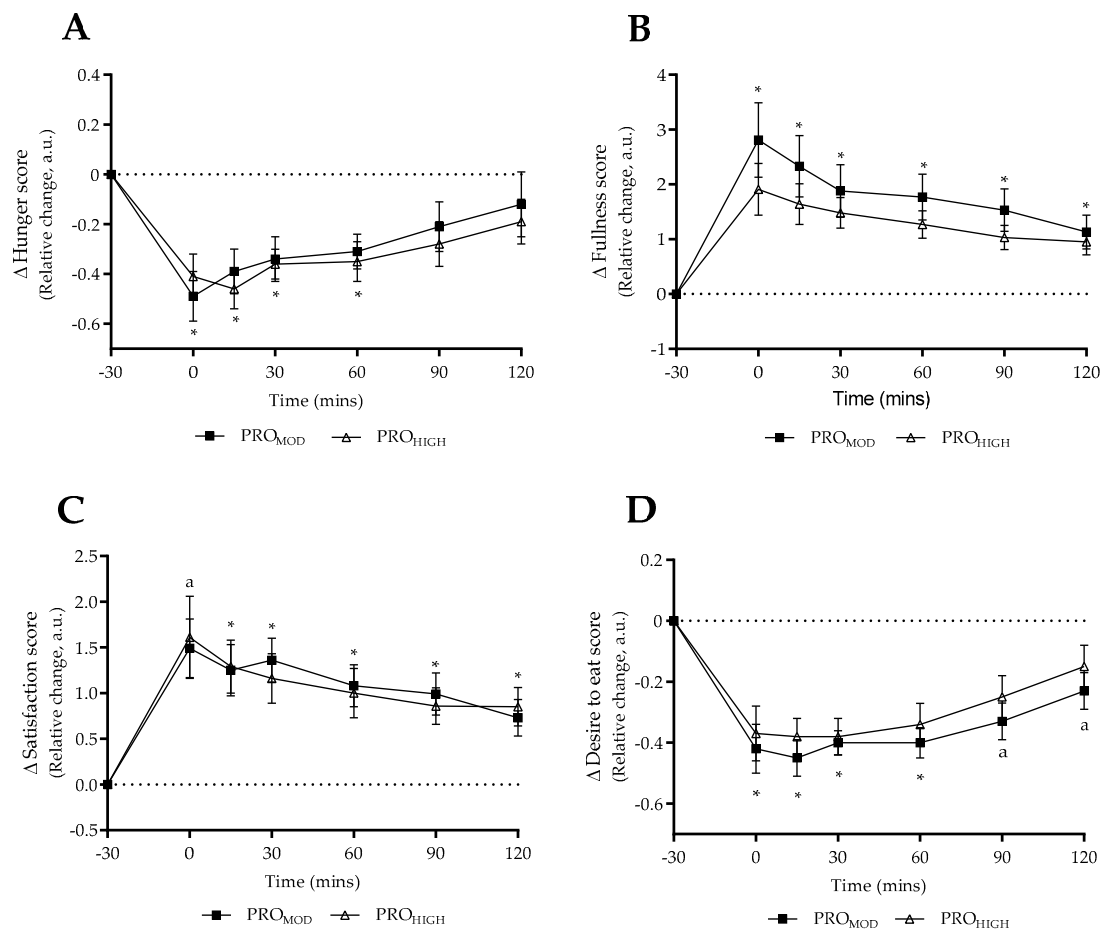 A
Δ Hunger score
(Relative change, a.u.)
0.4
0.2
0
-0.2
-0.4
-0.6
* * * *
-30 0 30 60 90 120
Time (mins)
PROMOD PROHIGH
B
Δ Fullness score
(Relative change, a.u.)
4
3
2
1
0
-1
* * * * * *
-30 0 30 60 90 120
Time (mins)
PROMOD PROHIGH
C
Δ Satisfaction score
(Relative change, a.u.)
2.5
2.0
1.5
1.0
0.5
0.0
-0.5
a * * * * *
-30 0 30 60 90 120
Time (mins)
PROMOD PROHIGH
D
Δ Desire to eat score
(Relative change, a.u.)
0.2
0
-0.2
-0.4
-0.6
* * * * a a
-30 0 30 60 90 120
Time (mins)
PROMOD PROHIGH